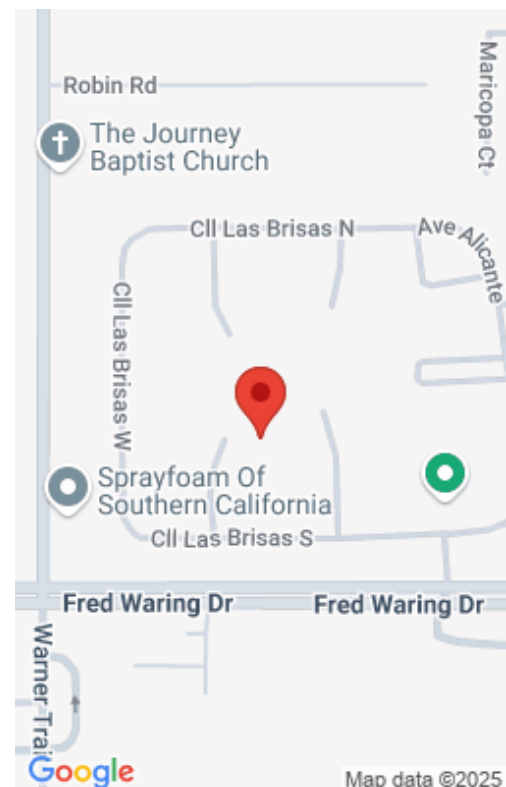 Robin Rd
Maricopa Ct
The Journey
Baptist Church
Cll Las Brisas N
Ave Alicante
Cll Las Brisas W
Sprayfoam Of
Southern California
Cll Las Brisas S
Fred Waring Dr
Fred Waring Dr
Warner Trai
Google
Map data ©2025